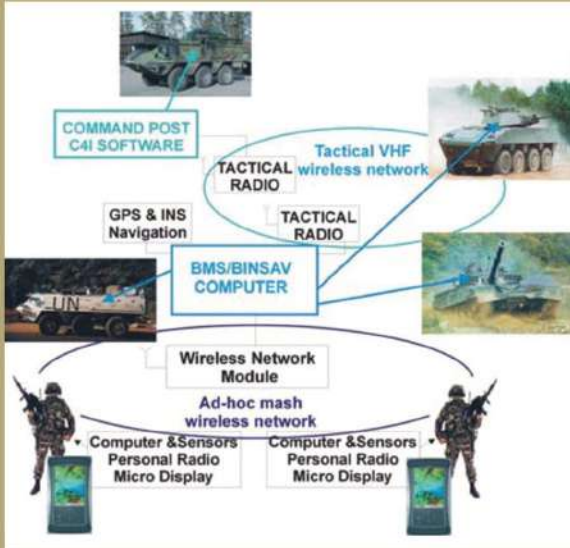 COMMAND POST
C4I SOFTWARE
TACTICAL
RADIO
Tactical VHF
wireless network
GPS & INS
Navigation
TACTICAL
RADIO
BMS/BINSAV
COMPUTER
UN
Wireless Network
Module
Ad-hoc mash
wireless network
Computer &Sensors
Personal Radio
Micro Display
Computer &Sensors
Personal Radio
Micro Display